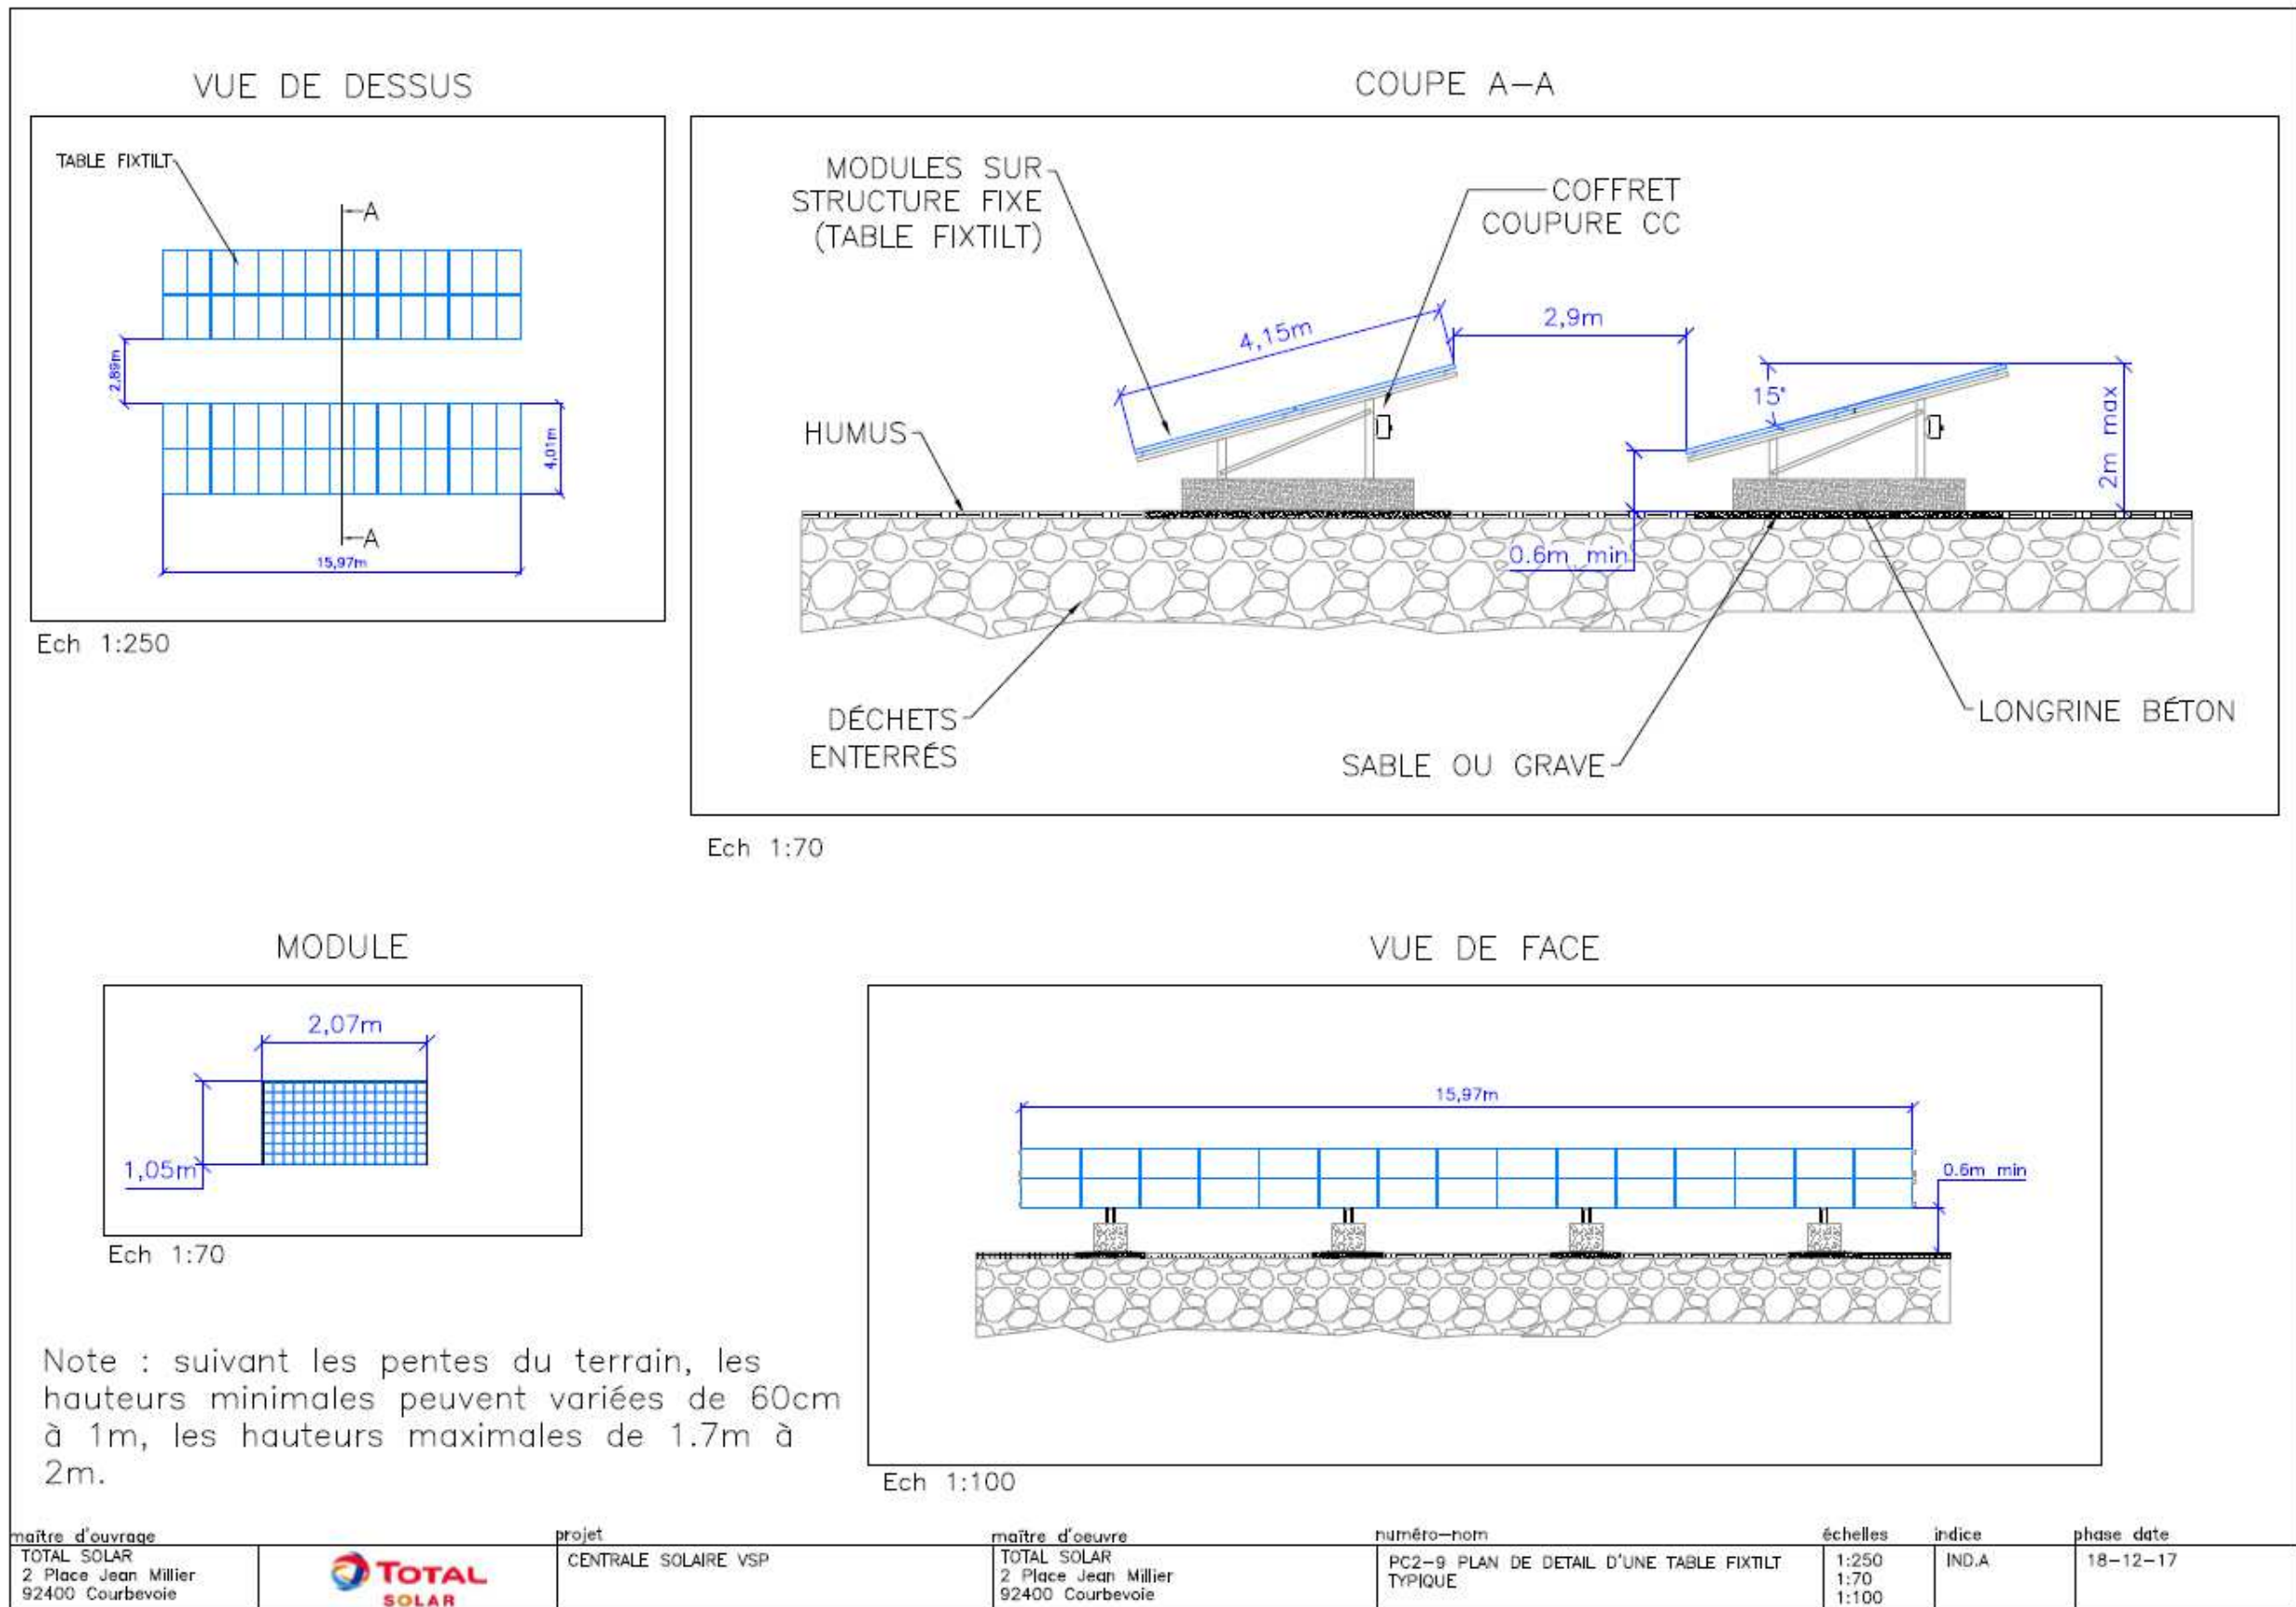 VUE DE DESSUS
TABLE FIXTILT
A
2,89m
4,01m
A
15,97m
Ech 1:250
COUPE A-A
MODULES SUR
STRUCTURE FIXE
(TABLE FIXTILT)
COFFRET
COUPURE CC
4,15m
2,9m
15°
2m max
HUMUS
0.6m min
DÉCHETS
ENTERRÉS
SABLE OU GRAVE
LONGRINE BÉTON
Ech 1:70
MODULE
2,07m
1,05m
Ech 1:70
VUE DE FACE
15,97m
0.6m min
Ech 1:100
Note : suivant les pentes du terrain, les
hauteurs minimales peuvent variées de 60cm
à 1m, les hauteurs maximales de 1.7m à
2m.
maître d'ouvrage
TOTAL SOLAR
2 Place Jean Millier
92400 Courbevoie
TOTAL
SOLAR
projet
CENTRALE SOLAIRE VSP
maître d'oeuvre
TOTAL SOLAR
2 Place Jean Millier
92400 Courbevoie
numéro-nom
PC2-9 PLAN DE DETAIL D'UNE TABLE FIXTILT
TYPIQUE
échelles
1:250
1:70
1:100
indice
IND.A
phase date
18-12-17